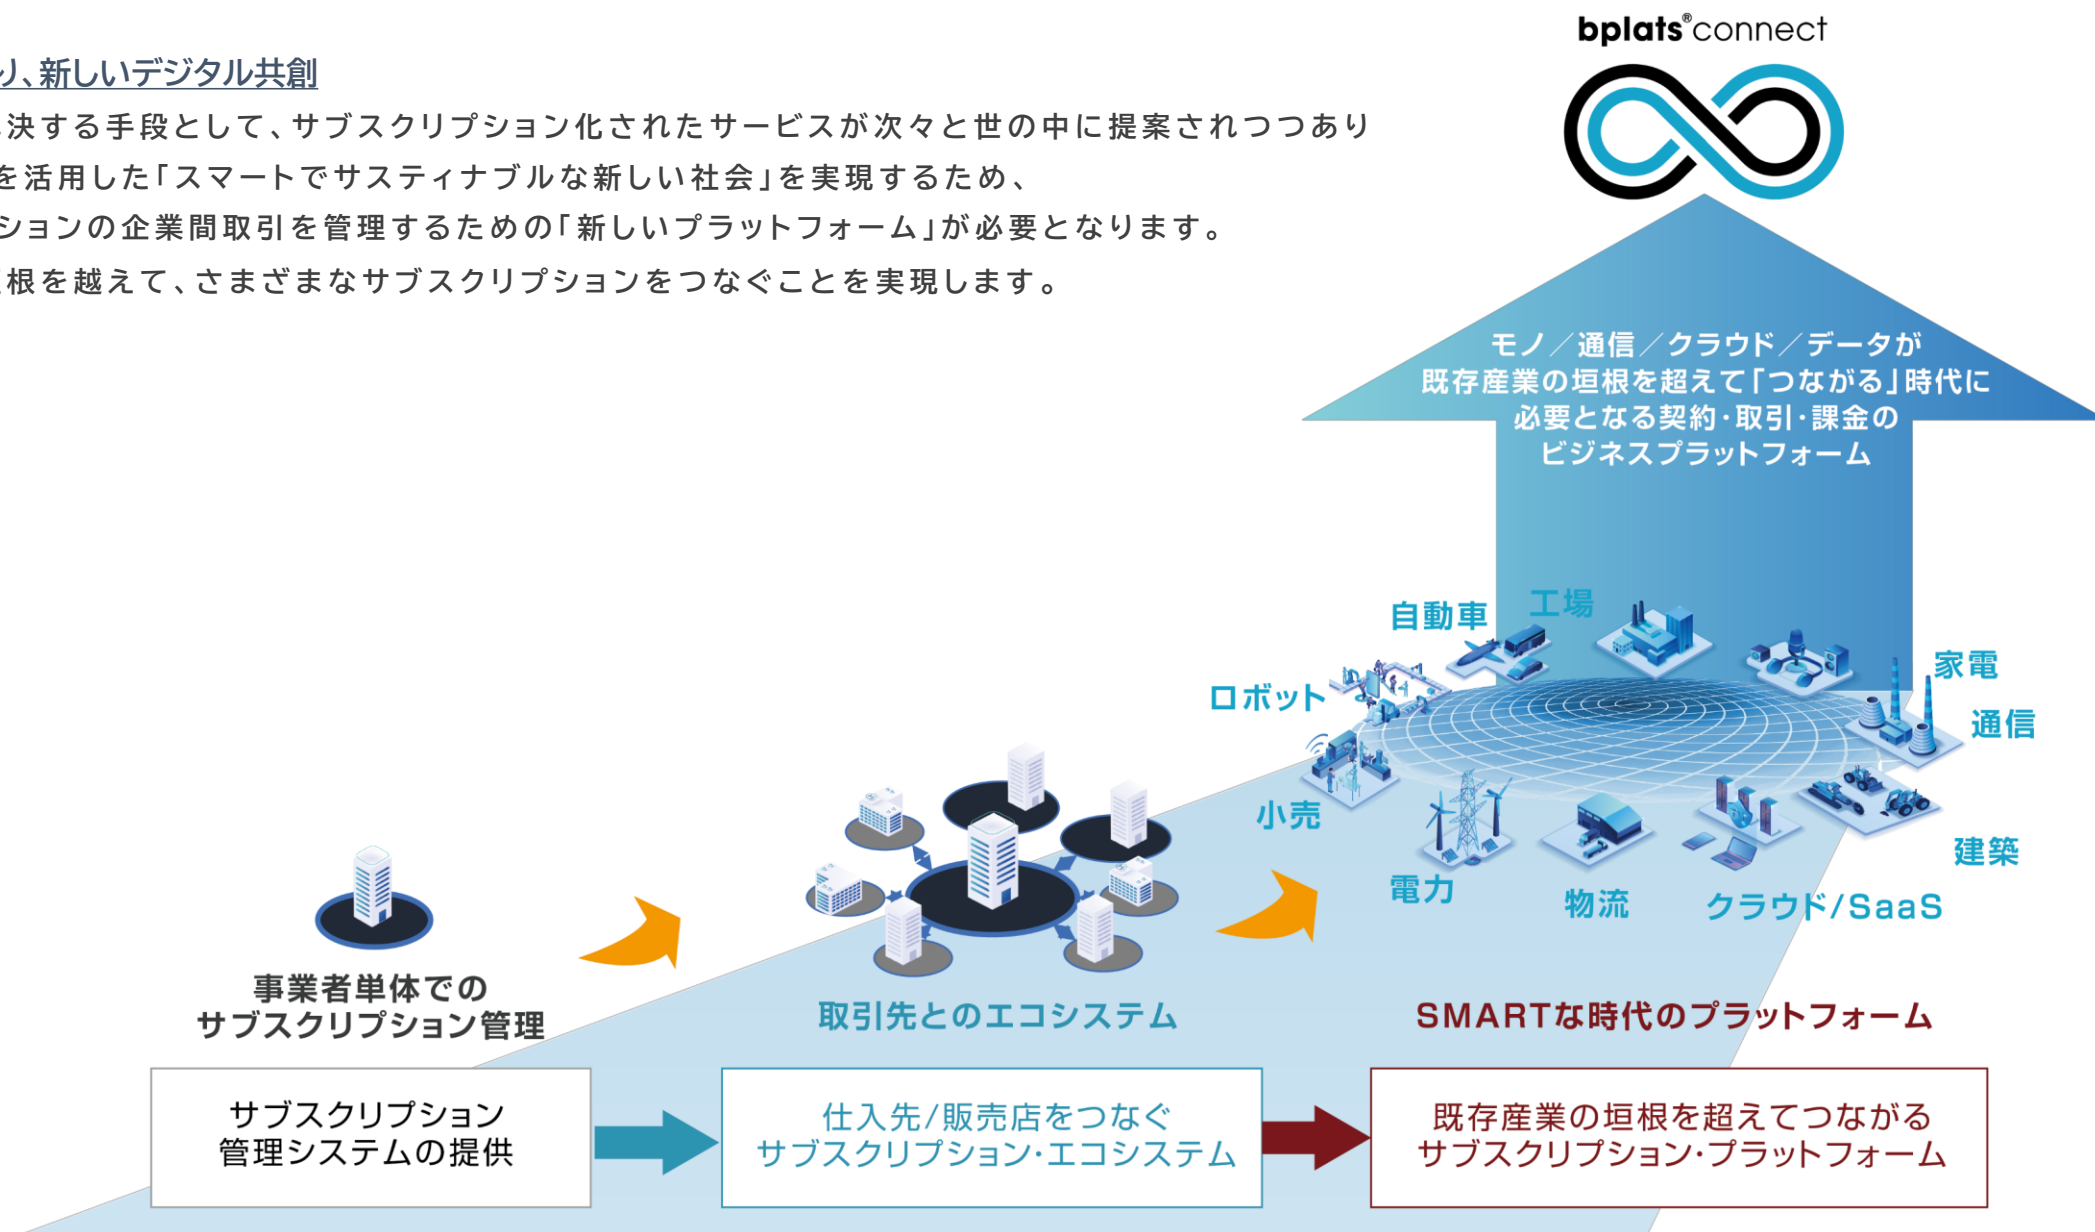 bplats®connect
り、新しいデジタル共創
決する手段として、サブスクリプション化されたサービスが次々と世の中に提案されつつあり
を活用した「スマートでサスティナブルな新しい社会」を実現するため、
ションの企業間取引を管理するための「新しいプラットフォーム」が必要となります。
根を越えて、さまざまなサブスクリプションをつなぐことを実現します。
モノ／通信／クラウド／データが
既存産業の垣根を超えて「つながる」時代に
必要となる契約・取引・課金の
ビジネスプラットフォーム
自動車
工場
家電
ロボット
通信
小売
建築
電力
物流
クラウド/SaaS
事業者単体での
サブスクリプション管理
取引先とのエコシステム
SMARTな時代のプラットフォーム
サブスクリプション
管理システムの提供
仕入先/販売店をつなぐ
サブスクリプション・エコシステム
既存産業の垣根を超えてつながる
サブスクリプション・プラットフォーム